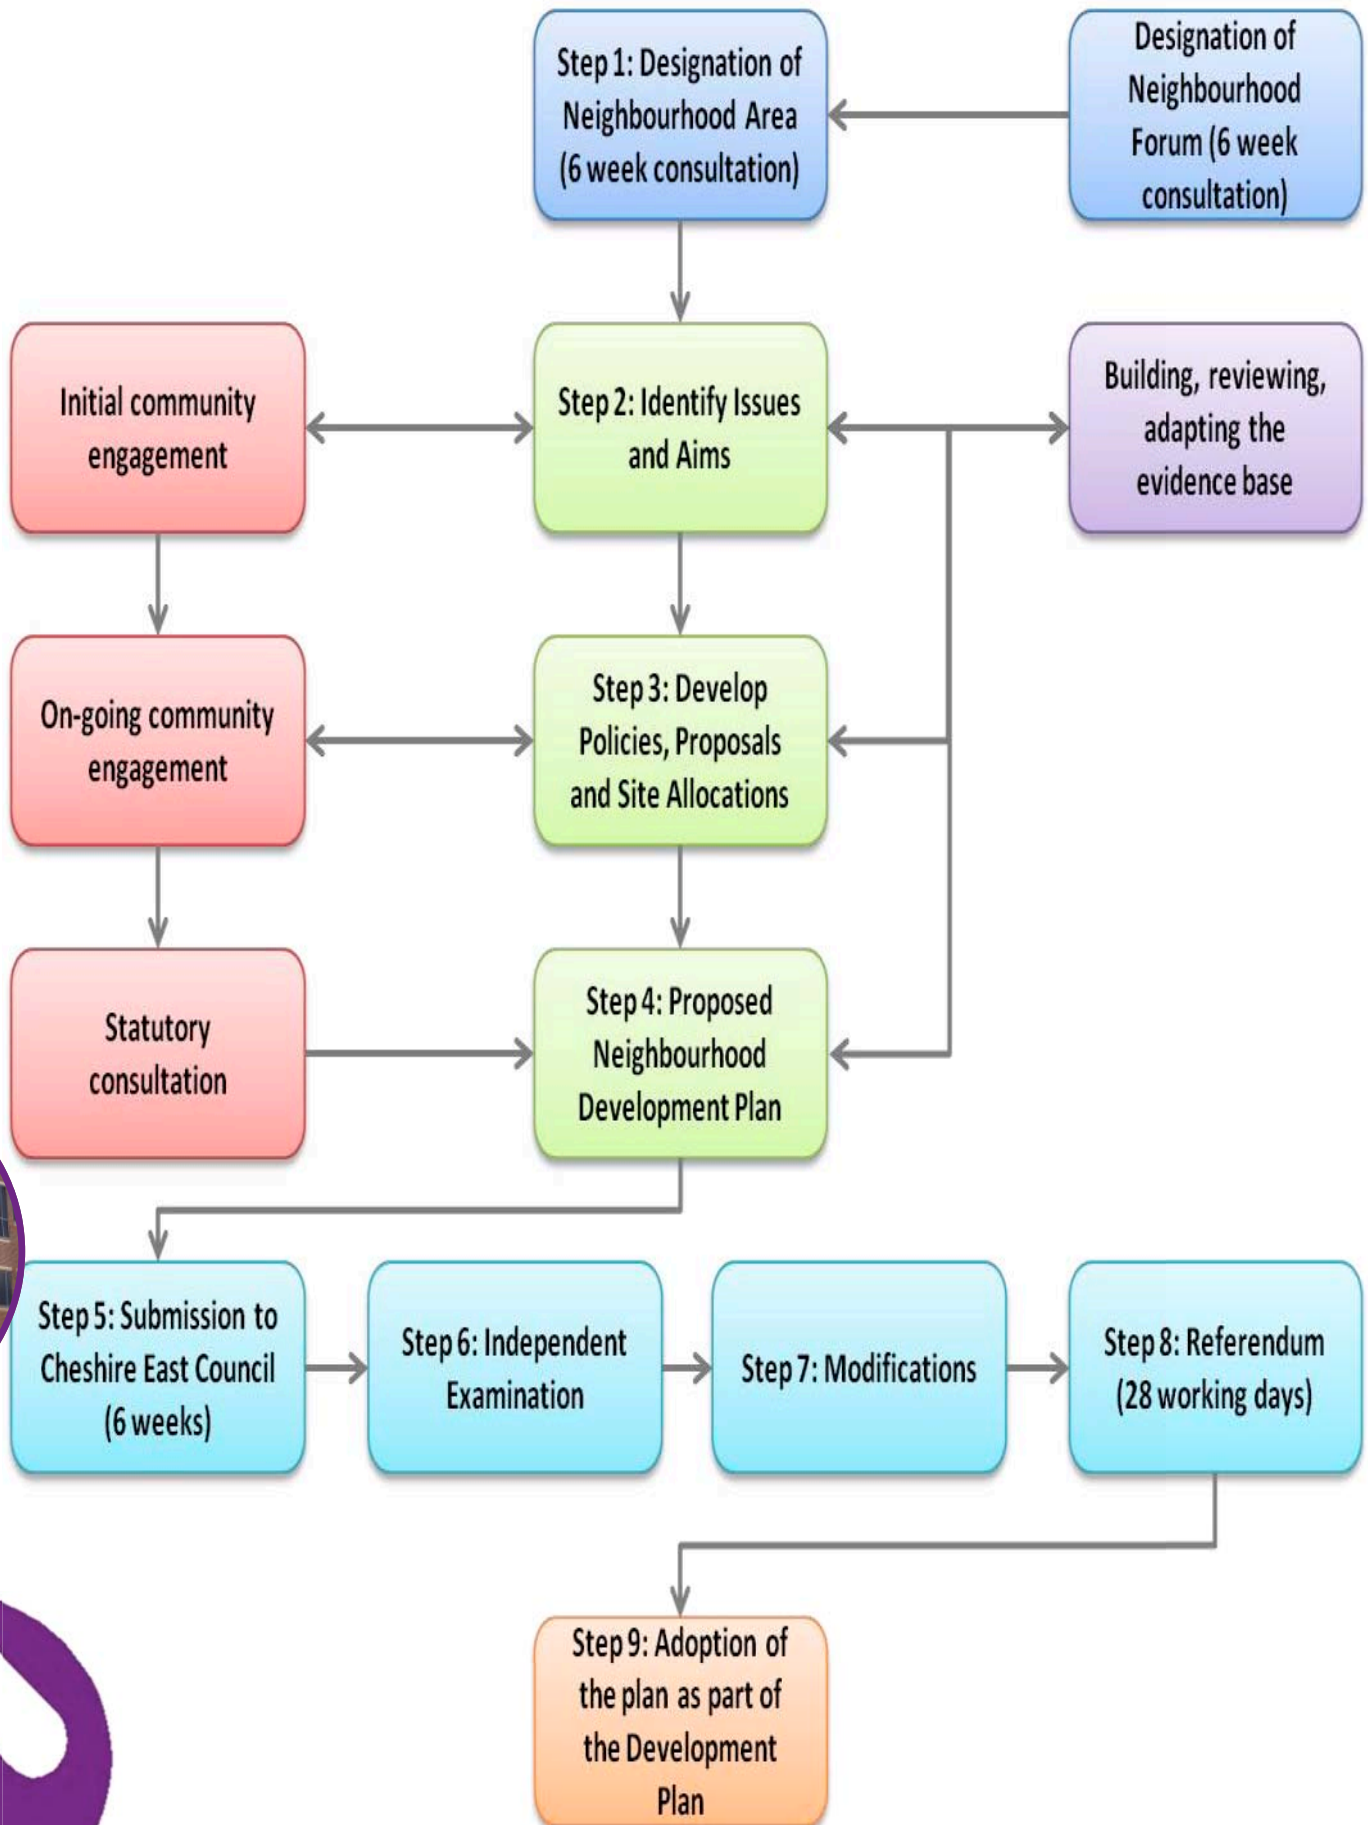 Step 1: Designation of
Neighbourhood Area
(6 week consultation)
Designation of
Neighbourhood
Forum (6 week
consultation)
Initial community
engagement
Step 2: Identify Issues
and Aims
Building, reviewing,
adapting the
evidence base
On-going community
engagement
Step 3: Develop
Policies, Proposals
and Site Allocations
Statutory
consultation
Step 4: Proposed
Neighbourhood
Development Plan
Step 5: Submission to
Cheshire East Council
(6 weeks)
Step 6: Independent
Examination
Step 7: Modifications
Step 8: Referendum
(28 working days)
Step 9: Adoption of
the plan as part of
the Development
Plan